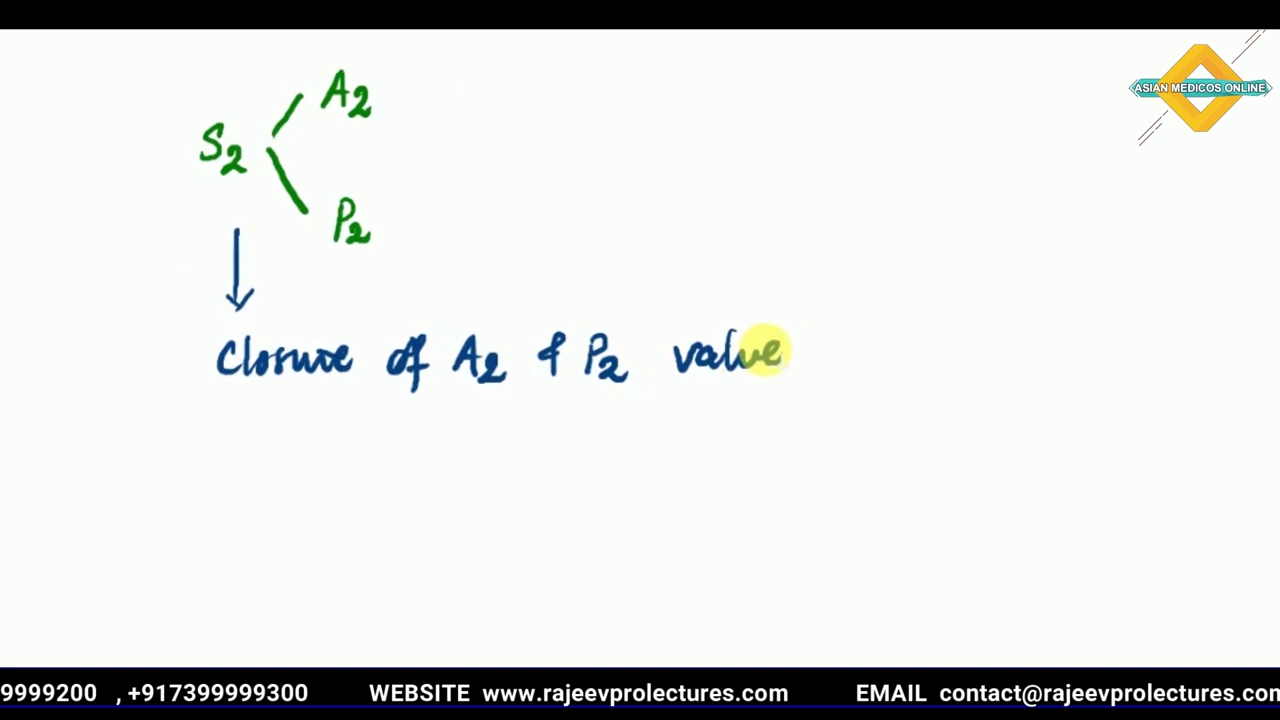 ASIAN MEDICOS ONLINE
A2
S2
P2
Closure of A2 & P2 value
9999200 , +917399999300 WEBSITE www.rajeevprolectures.com EMAIL contact@rajeevprolectures.con